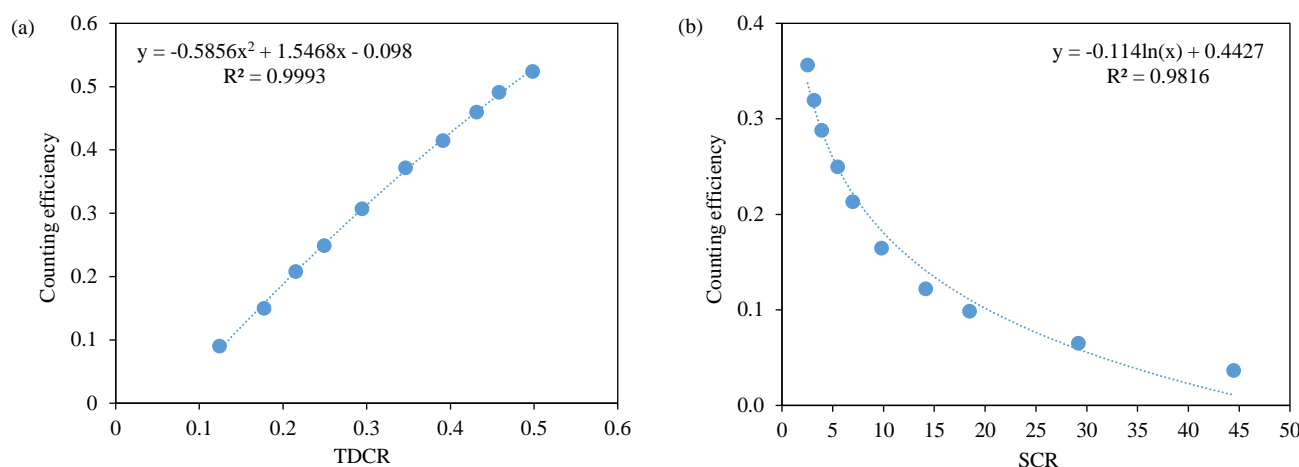 (a)
y = -0.5856x² + 1.5468x - 0.098
R² = 0.9993
Counting efficiency
0.6
0.5
0.4
0.3
0.2
0.1
0
0 0.1 0.2 0.3 0.4 0.5 0.6
TDCR
(b)
y = -0.114ln(x) + 0.4427
R² = 0.9816
Counting efficiency
0.4
0.3
0.2
0.1
0.0
0 5 10 15 20 25 30 35 40 45 50
SCR